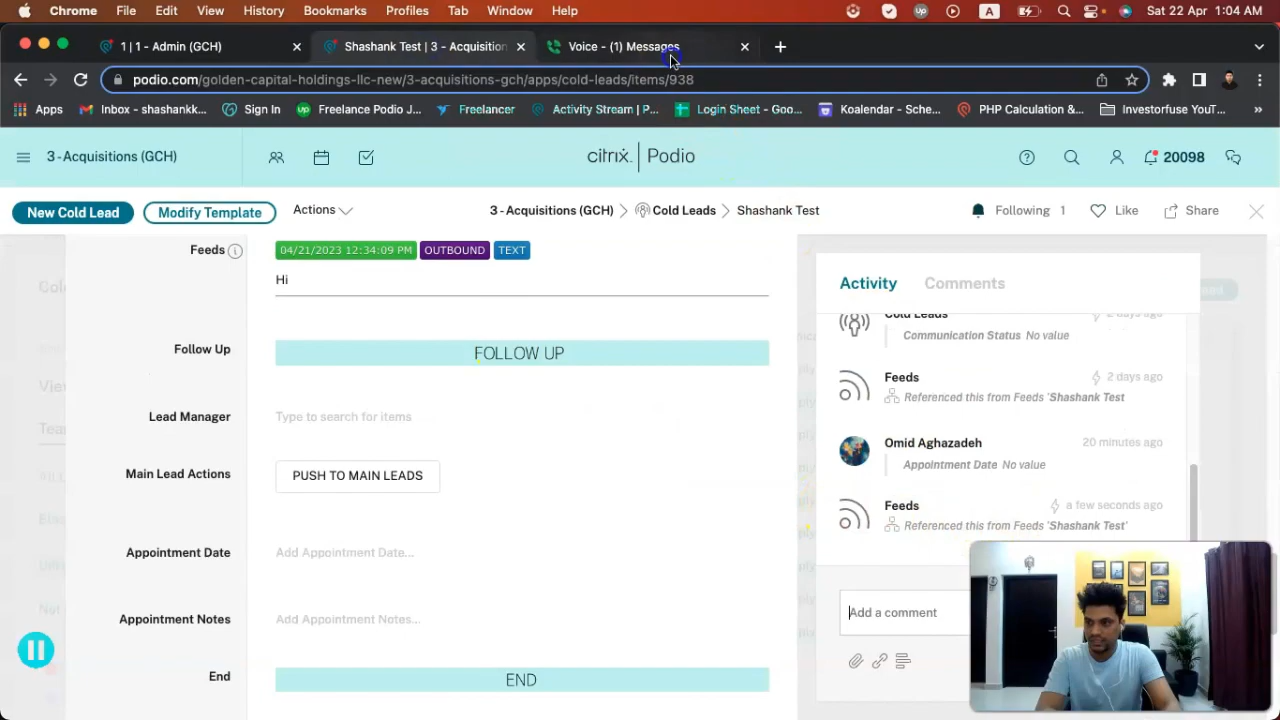 Chrome File Edit View History Bookmarks Profiles Tab Window Help A Sat 22 Apr 1:04 AM
1 | 1 - Admin (GCH) Shashank Test | 3 - Acquisition Voice - (1) Messages
podio.com/golden-capital-holdings-llc-new/3-acquisitions-gch/apps/cold-leads/items/938
Apps Inbox - shashankk... Sign In Freelance Podio J... Freelancer Activity Stream | P... Login Sheet - Goo... Koalendar - Sche... PHP Calculation &... Investorfuse YouT... »
3 - Acquisitions (GCH) citrix | Podio 20098
New Cold Lead Modify Template Actions 3 - Acquisitions (GCH) Cold Leads Shashank Test Following 1 Like Share
Feeds 04/21/2023 12:34:09 PM OUTBOUND TEXT
Hi
Follow Up FOLLOW UP
Lead Manager Type to search for items
Main Lead Actions PUSH TO MAIN LEADS
Appointment Date Add Appointment Date...
Appointment Notes Add Appointment Notes...
End END
Activity Comments
Cold Leads 2 days ago
Communication Status No value
Feeds 2 days ago
Referenced this from Feeds 'Shashank Test
Omid Aghazadeh 20 minutes ago
Appointment Date No value
Feeds a few seconds ago
Referenced this from Feeds 'Shashank Test'
Add a comment